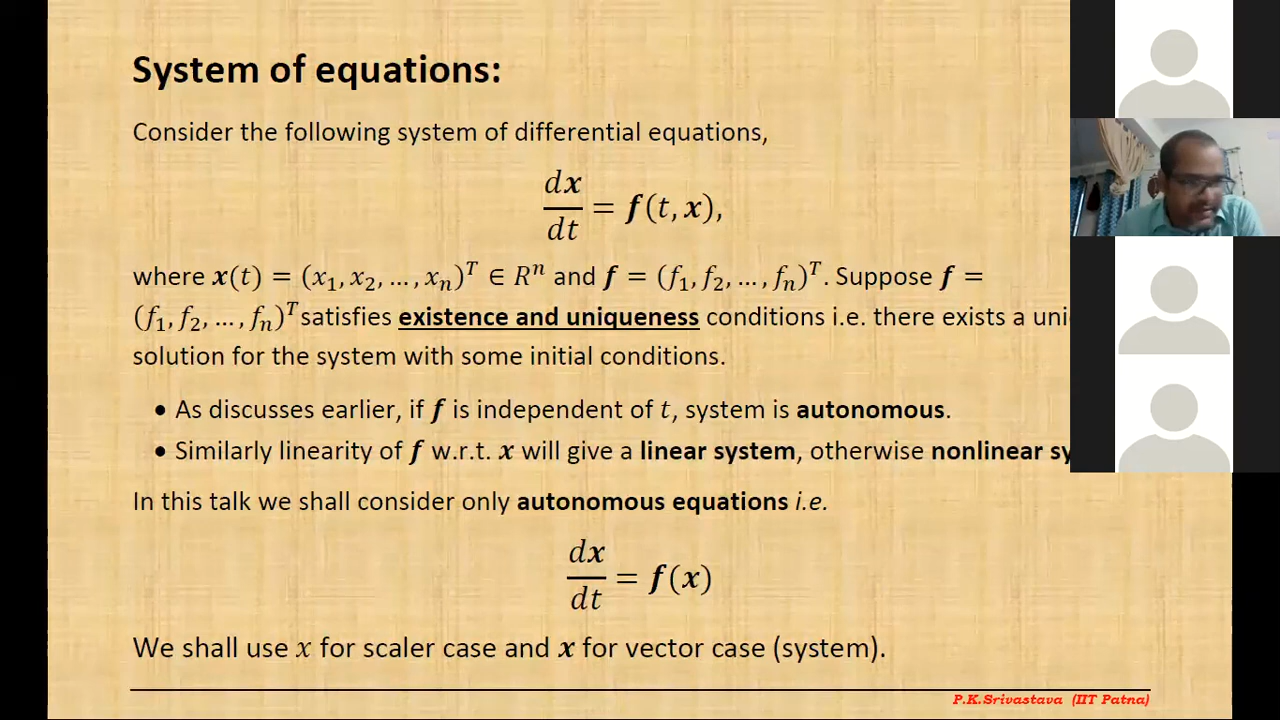 System of equations:
Consider the following system of differential equations,
d𝒙/dt = 𝒇(t, 𝒙),
where 𝒙(t) = (x₁, x₂, …, xₙ)ᵀ ∈ Rⁿ and 𝒇 = (f₁, f₂, …, fₙ)ᵀ. Suppose 𝒇 =
(f₁, f₂, …, fₙ)ᵀ satisfies existence and uniqueness conditions i.e. there exists a
solution for the system with some initial conditions.
• As discusses earlier, if 𝒇 is independent of t, system is autonomous.
• Similarly linearity of 𝒇 w.r.t. 𝒙 will give a linear system, otherwise nonlinear
In this talk we shall consider only autonomous equations i.e.
d𝒙/dt = 𝒇(𝒙)
We shall use x for scaler case and 𝒙 for vector case (system).
P.K.Srivastava (IIT Patna)